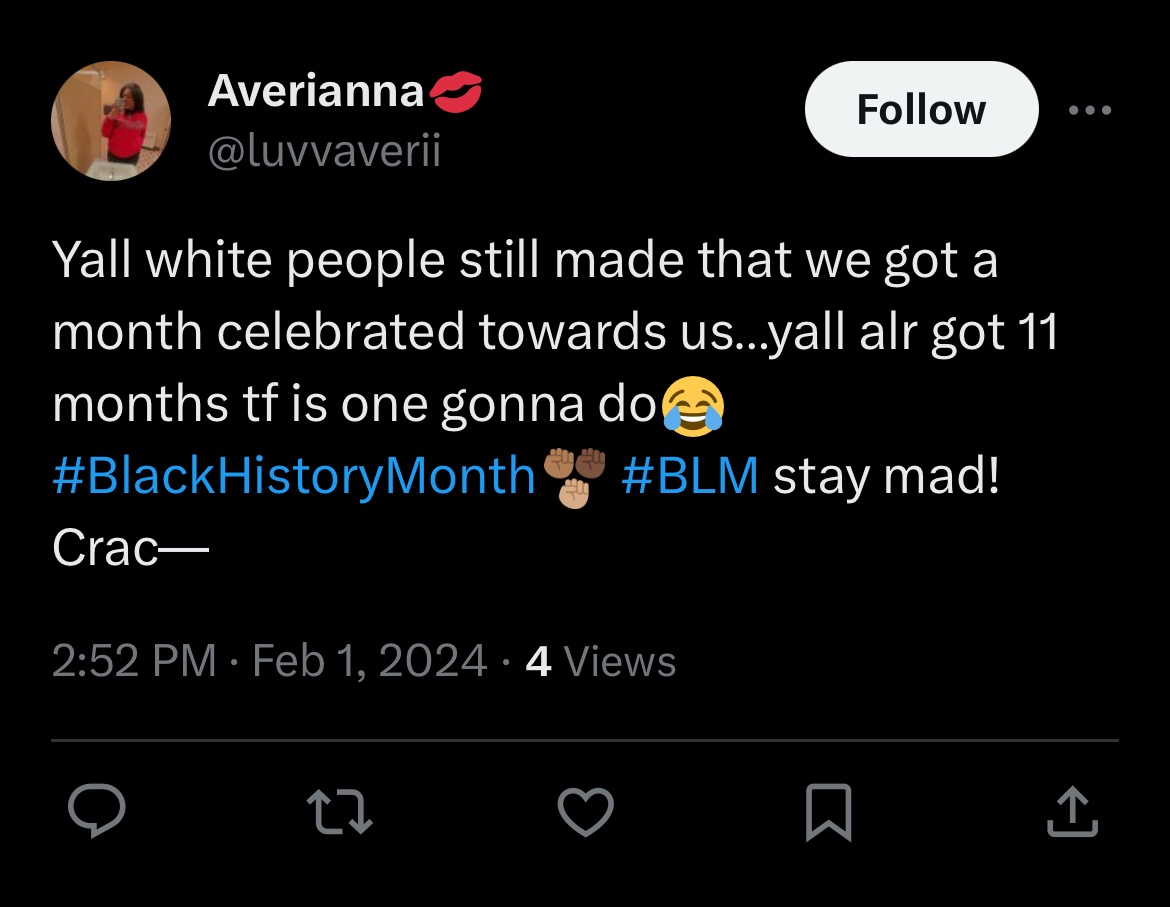 Averianna💋
@luvvaverii
Follow
Yall white people still made that we got a
month celebrated towards us...yall alr got 11
months tf is one gonna do😂
#BlackHistoryMonth✊🏽✊🏿✊🏼 #BLM stay mad!
Crac—
2:52 PM · Feb 1, 2024 · 4 Views